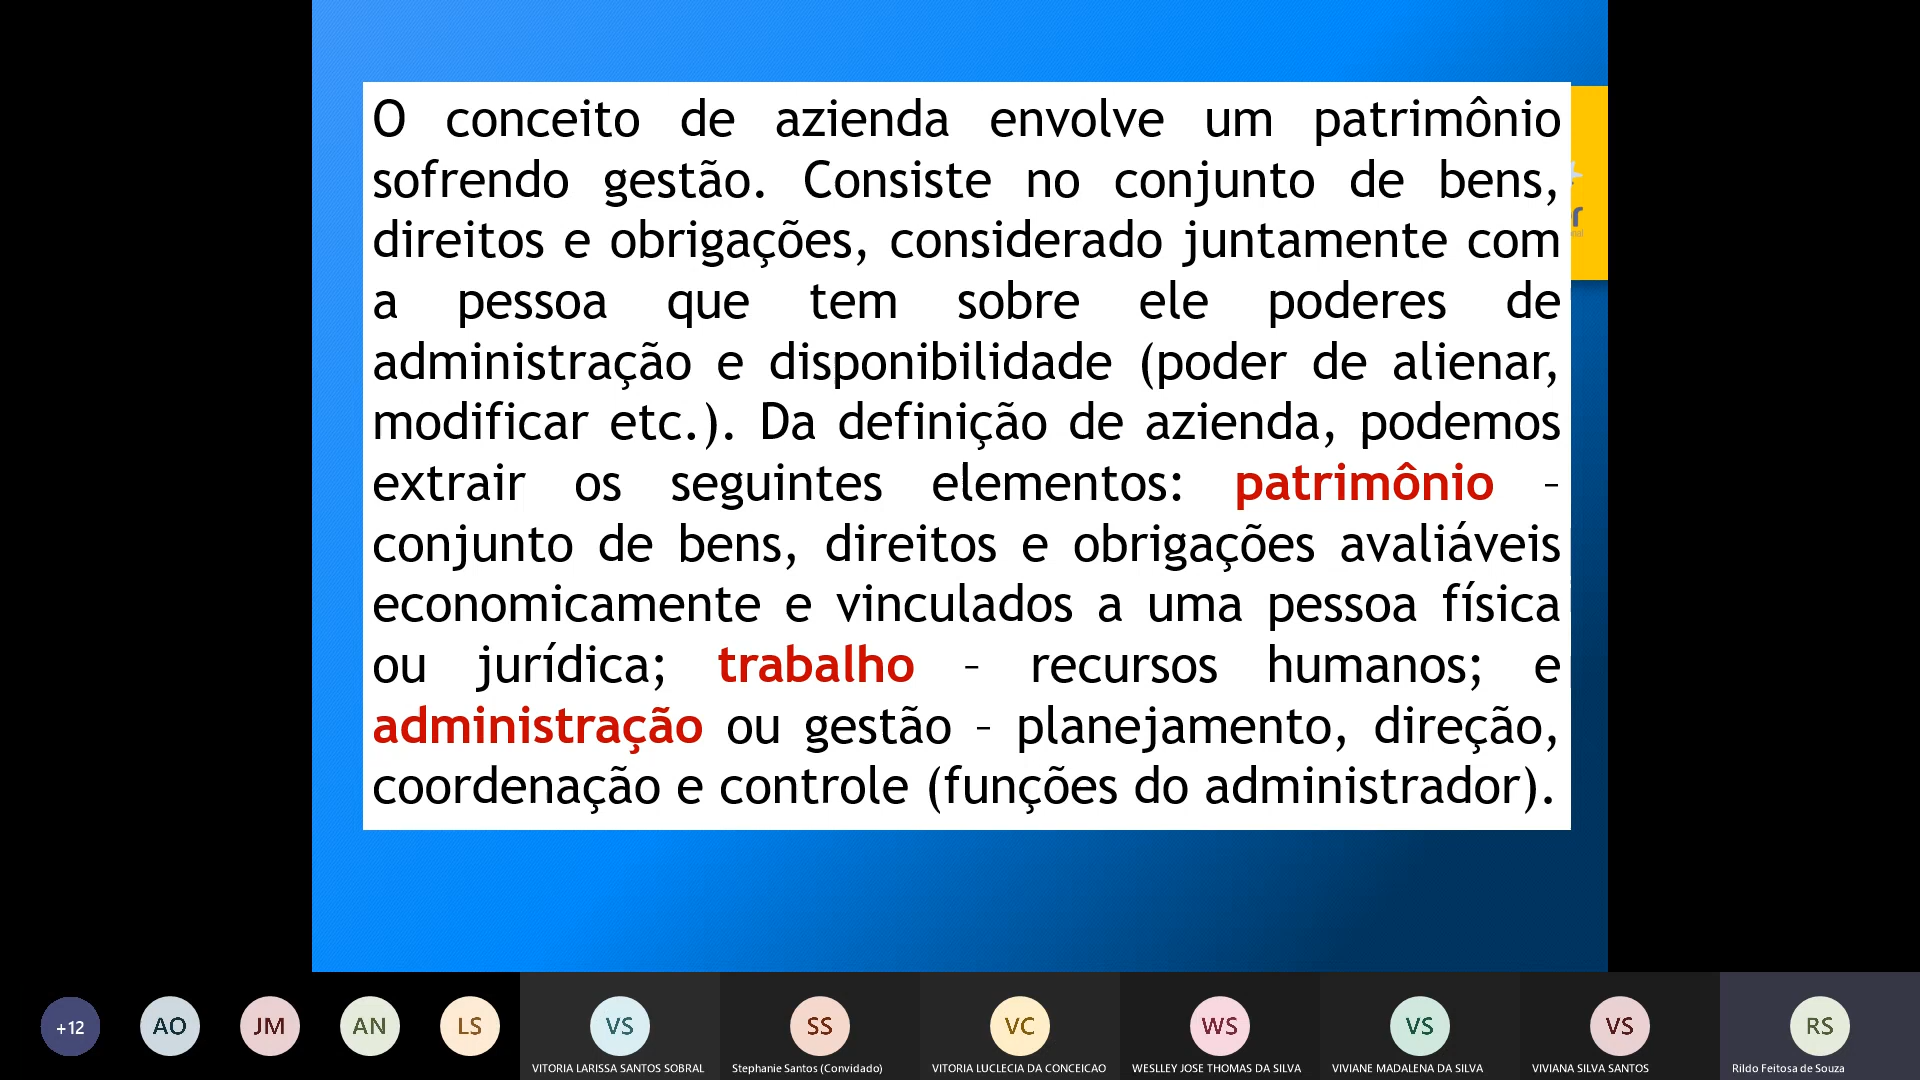 O conceito de azienda envolve um patrimônio
sofrendo gestão. Consiste no conjunto de bens,
direitos e obrigações, considerado juntamente com
a pessoa que tem sobre ele poderes de
administração e disponibilidade (poder de alienar,
modificar etc.). Da definição de azienda, podemos
extrair os seguintes elementos: patrimônio –
conjunto de bens, direitos e obrigações avaliáveis
economicamente e vinculados a uma pessoa física
ou jurídica; trabalho – recursos humanos; e
administração ou gestão – planejamento, direção,
coordenação e controle (funções do administrador).
+12 AO JM AN LS VS SS VC WS VS VS RS
VITORIA LARISSA SANTOS SOBRAL Stephanie Santos (Convidado) VITORIA LUCLECIA DA CONCEICAO WESLLEY JOSE THOMAS DA SILVA VIVIANE MADALENA DA SILVA VIVIANA SILVA SANTOS Rildo Feitosa de Souza